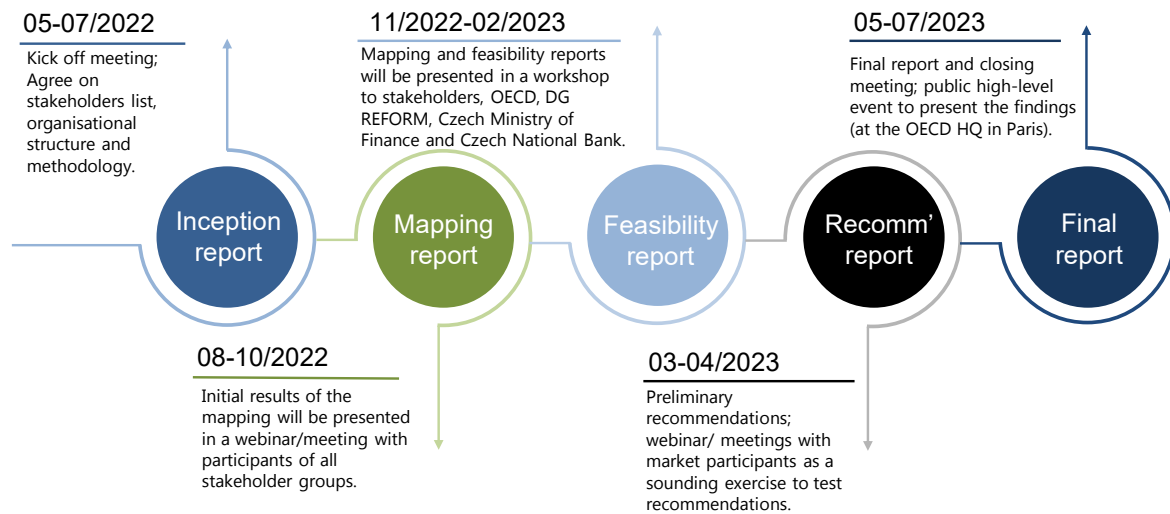 05-07/2022
Kick off meeting;
Agree on
stakeholders list,
organisational
structure and
methodology.
Inception
report
08-10/2022
Initial results of the
mapping will be presented
in a webinar/meeting with
participants of all
stakeholder groups.
Mapping
report
11/2022-02/2023
Mapping and feasibility reports
will be presented in a workshop
to stakeholders, OECD, DG
REFORM, Czech Ministry of
Finance and Czech National Bank.
Feasibility
report
03-04/2023
Preliminary
recommendations;
webinar/ meetings with
market participants as a
sounding exercise to test
recommendations.
Recomm'
report
05-07/2023
Final report and closing
meeting; public high-level
event to present the findings
(at the OECD HQ in Paris).
Final
report